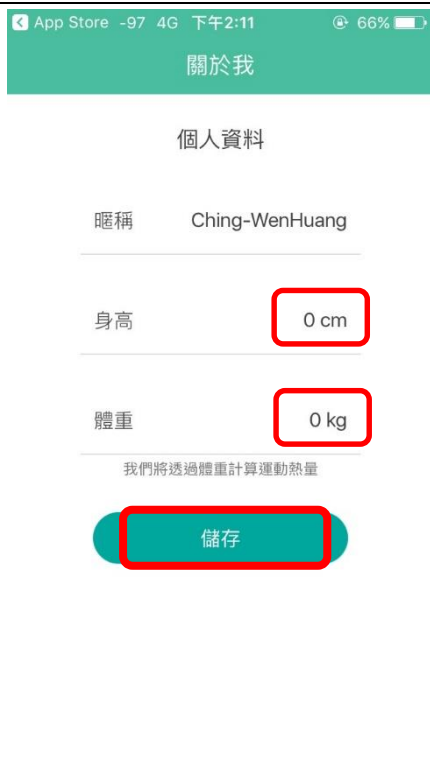 App Store -97 4G 下午2:11 66%
關於我
個人資料
暱稱 Ching-WenHuang
身高 0 cm
體重 0 kg
我們將透過體重計算運動熱量
儲存